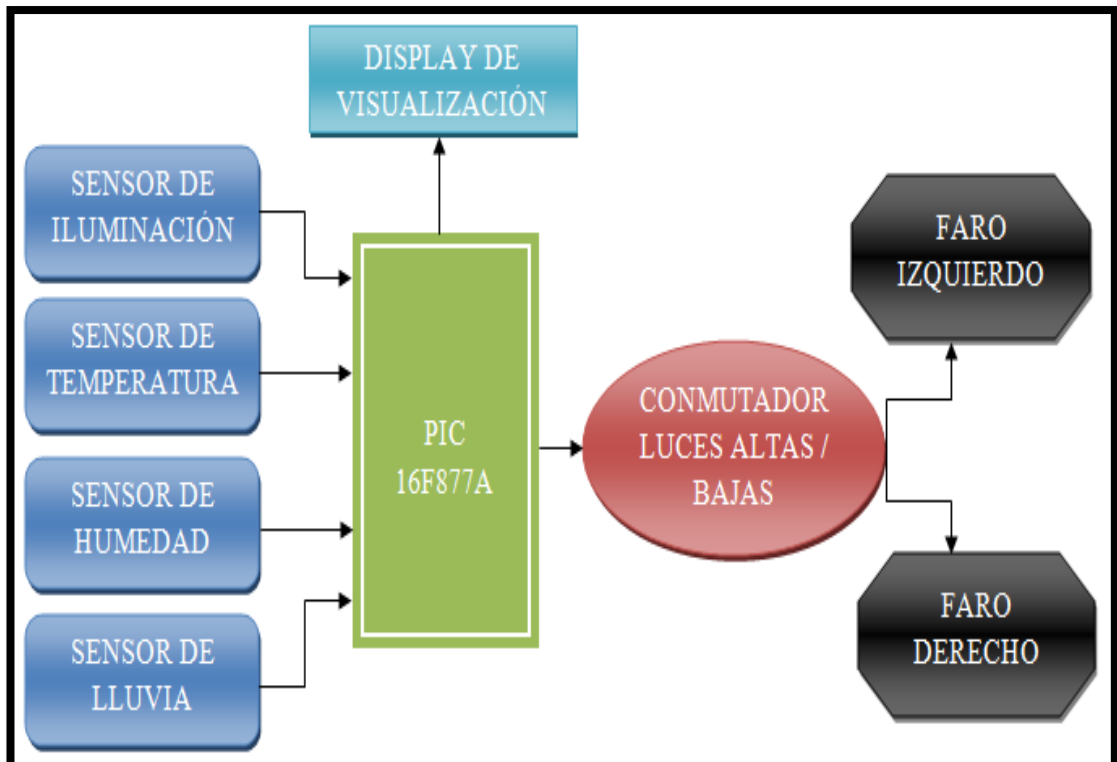 DISPLAY DE
VISUALIZACIÓN
SENSOR DE
ILUMINACIÓN
SENSOR DE
TEMPERATURA
SENSOR DE
HUMEDAD
SENSOR DE
LLUVIA
PIC
16F877A
CONMUTADOR
LUCES ALTAS /
BAJAS
FARO
IZQUIERDO
FARO
DERECHO